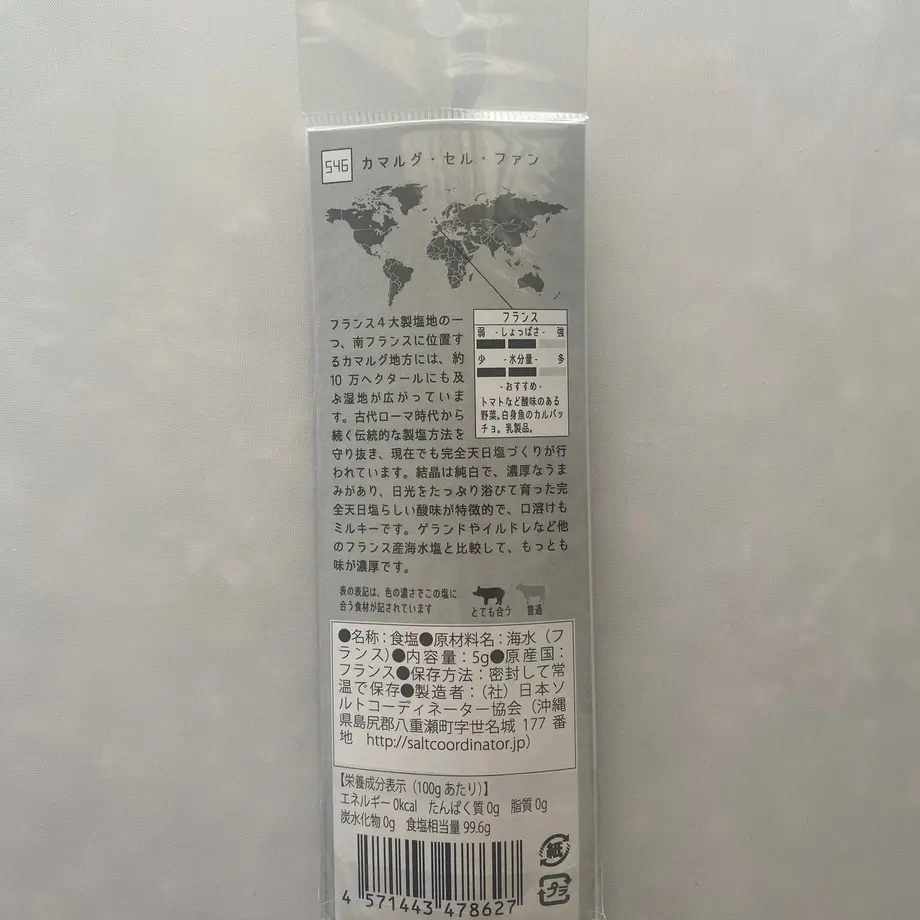 546 カマルグ・セル・ファン
フランス
弱 -しょっぱさ- 強
少 -水分量- 多
-おすすめ-
トマトなど酸味のある
野菜。白身魚のカルパッ
チョ。乳製品。
フランス4大製塩地の一
つ、南フランスに位置す
るカマルグ地方には、約
10万ヘクタールにも及
ぶ湿地が広がっていま
す。古代ローマ時代から
続く伝統的な製塩方法を
守り抜き、現在でも完全天日塩づくりが行
われています。結晶は純白で、濃厚なうま
みがあり、日光をたっぷり浴びて育った完
全天日塩らしい酸味が特徴的で、口溶けも
ミルキーです。ゲランドやイルドレなど他
のフランス産海水塩と比較して、もっとも
味が濃厚です。
表の表記は、色の濃さでこの塩に
合う食材が記されています
とても合う 普通
●名称:食塩●原材料名:海水(フ
ランス)●内容量:5g●原産国:
フランス●保存方法:密封して常
温で保存●製造者:(社)日本ソ
ルトコーディネーター協会(沖縄
県島尻郡八重瀬町字世名城 177 番
地 http://saltcoordinator.jp)
【栄養成分表示(100gあたり)】
エネルギー 0kcal たんぱく質 0g 脂質 0g
炭水化物 0g 食塩相当量 99.6g
紙
プラ
4 571443 478627